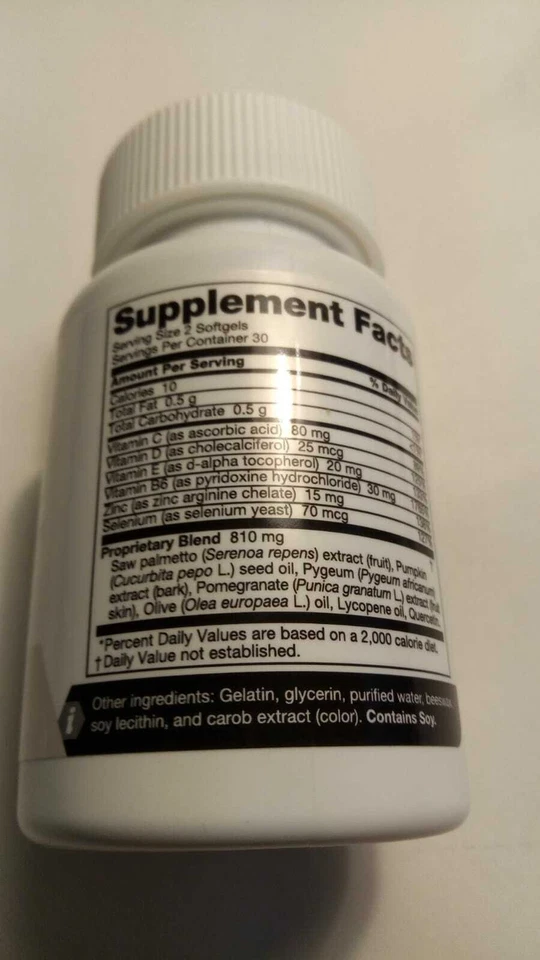 Supplement Facts
Serving Size 2 Softgels
Servings Per Container 30
Amount Per Serving
% Daily
Calories 10
Total Fat 0.5 g
Total Carbohydrate 0.5 g
Vitamin C (as ascorbic acid) 80 mg
Vitamin D (as cholecalciferol) 25 mcg
Vitamin E (as d-alpha tocopherol) 20 mg
Vitamin B6 (as pyridoxine hydrochloride) 30 mg
Zinc (as zinc arginine chelate) 15 mg
Selenium (as selenium yeast) 70 mcg
Proprietary Blend 810 mg
Saw palmetto (Serenoa repens) extract (fruit), Pumpkin
(Cucurbita pepo L.) seed oil, Pygeum (Pygeum africanum)
extract (bark), Pomegranate (Punica granatum L.) extract (fruit
skin), Olive (Olea europaea L.) oil, Lycopene oil, Quercetin
*Percent Daily Values are based on a 2,000 calorie diet.
† Daily Value not established.
i
Other ingredients: Gelatin, glycerin, purified water, beeswax,
soy lecithin, and carob extract (color). Contains Soy.